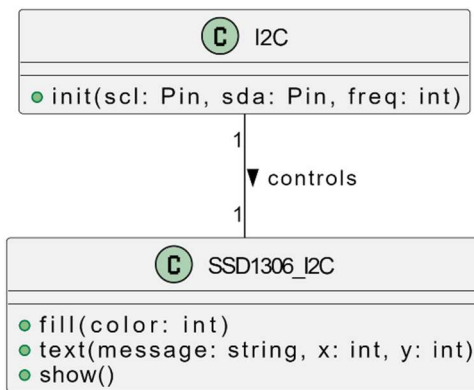 C I2C
init(scl: Pin, sda: Pin, freq: int)
1
controls
1
C SSD1306_I2C
fill(color: int)
text(message: string, x: int, y: int)
show()